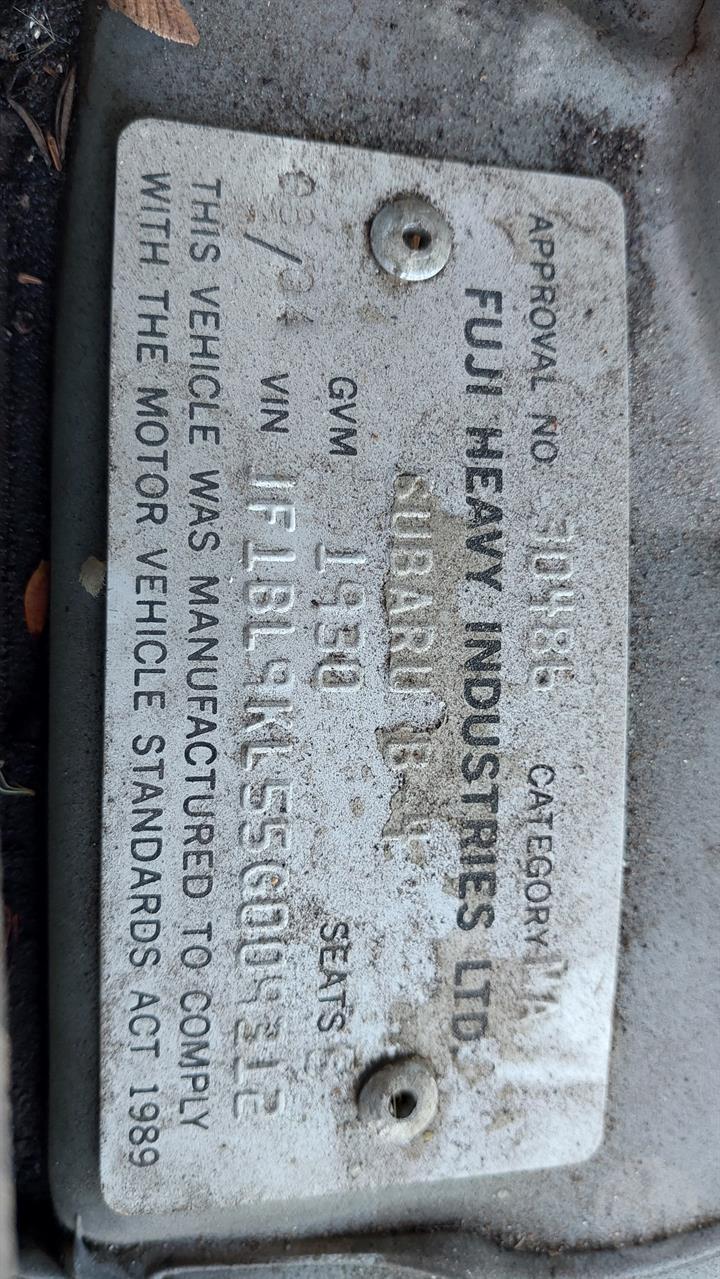 APPROVAL NO. 30486 CATEGORY MA
FUJI HEAVY INDUSTRIES LTD.
SUBARU B4
GVM 1930 SEATS
VIN JF1BL9KL55G004312
THIS VEHICLE WAS MANUFACTURED TO COMPLY
WITH THE MOTOR VEHICLE STANDARDS ACT 1989